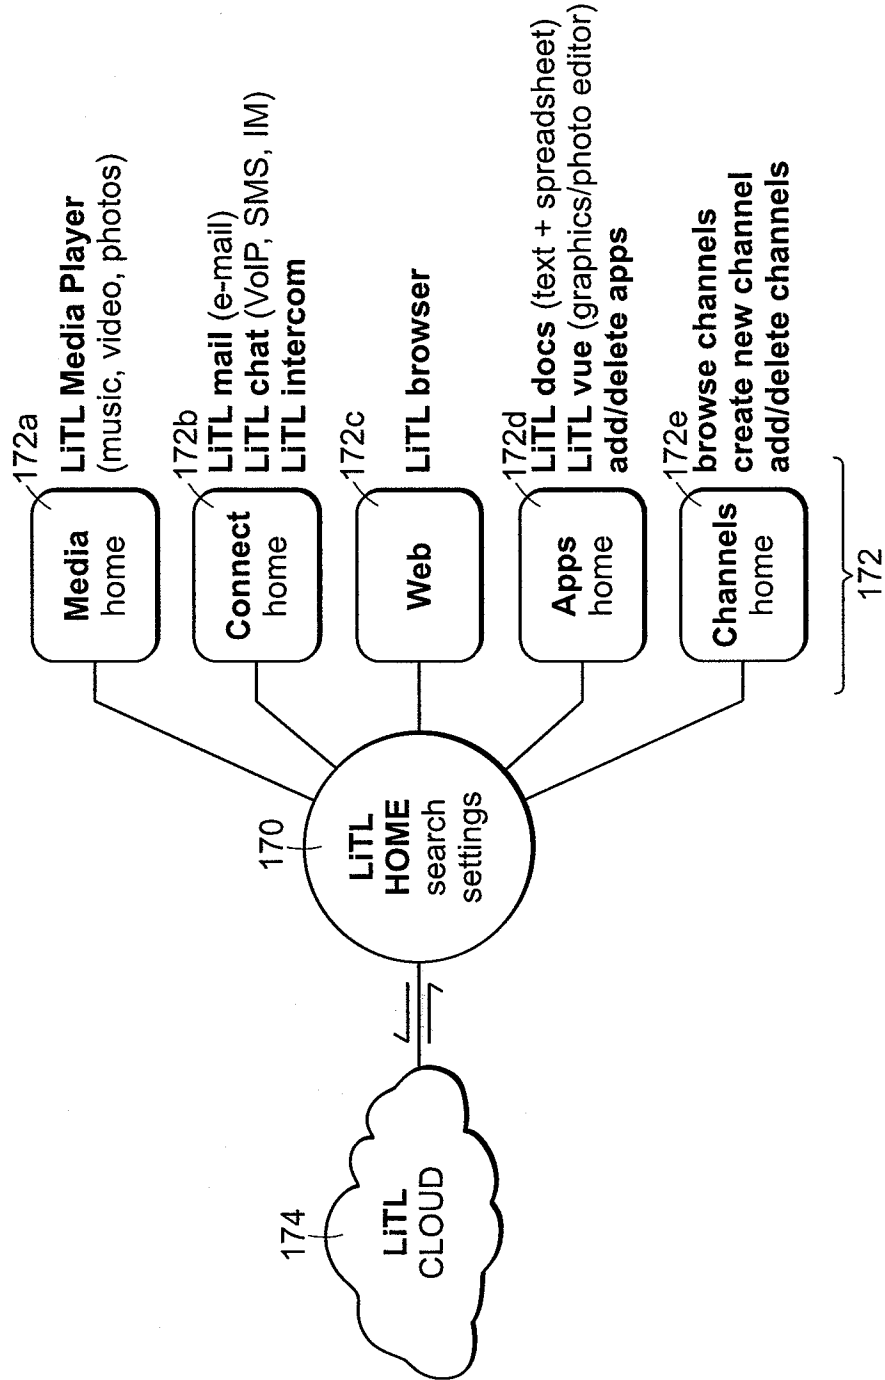 174
LiTL
CLOUD
170
LiTL
HOME
search
settings
172a
Media
home
LiTL Media Player
(music, video, photos)
172b
Connect
home
LiTL mail (e-mail)
LiTL chat (VoIP, SMS, IM)
LiTL intercom
172c
Web
LiTL browser
172d
Apps
home
LiTL docs (text + spreadsheet)
LiTL vue (graphics/photo editor)
add/delete apps
172e
Channels
home
browse channels
create new channel
add/delete channels
172